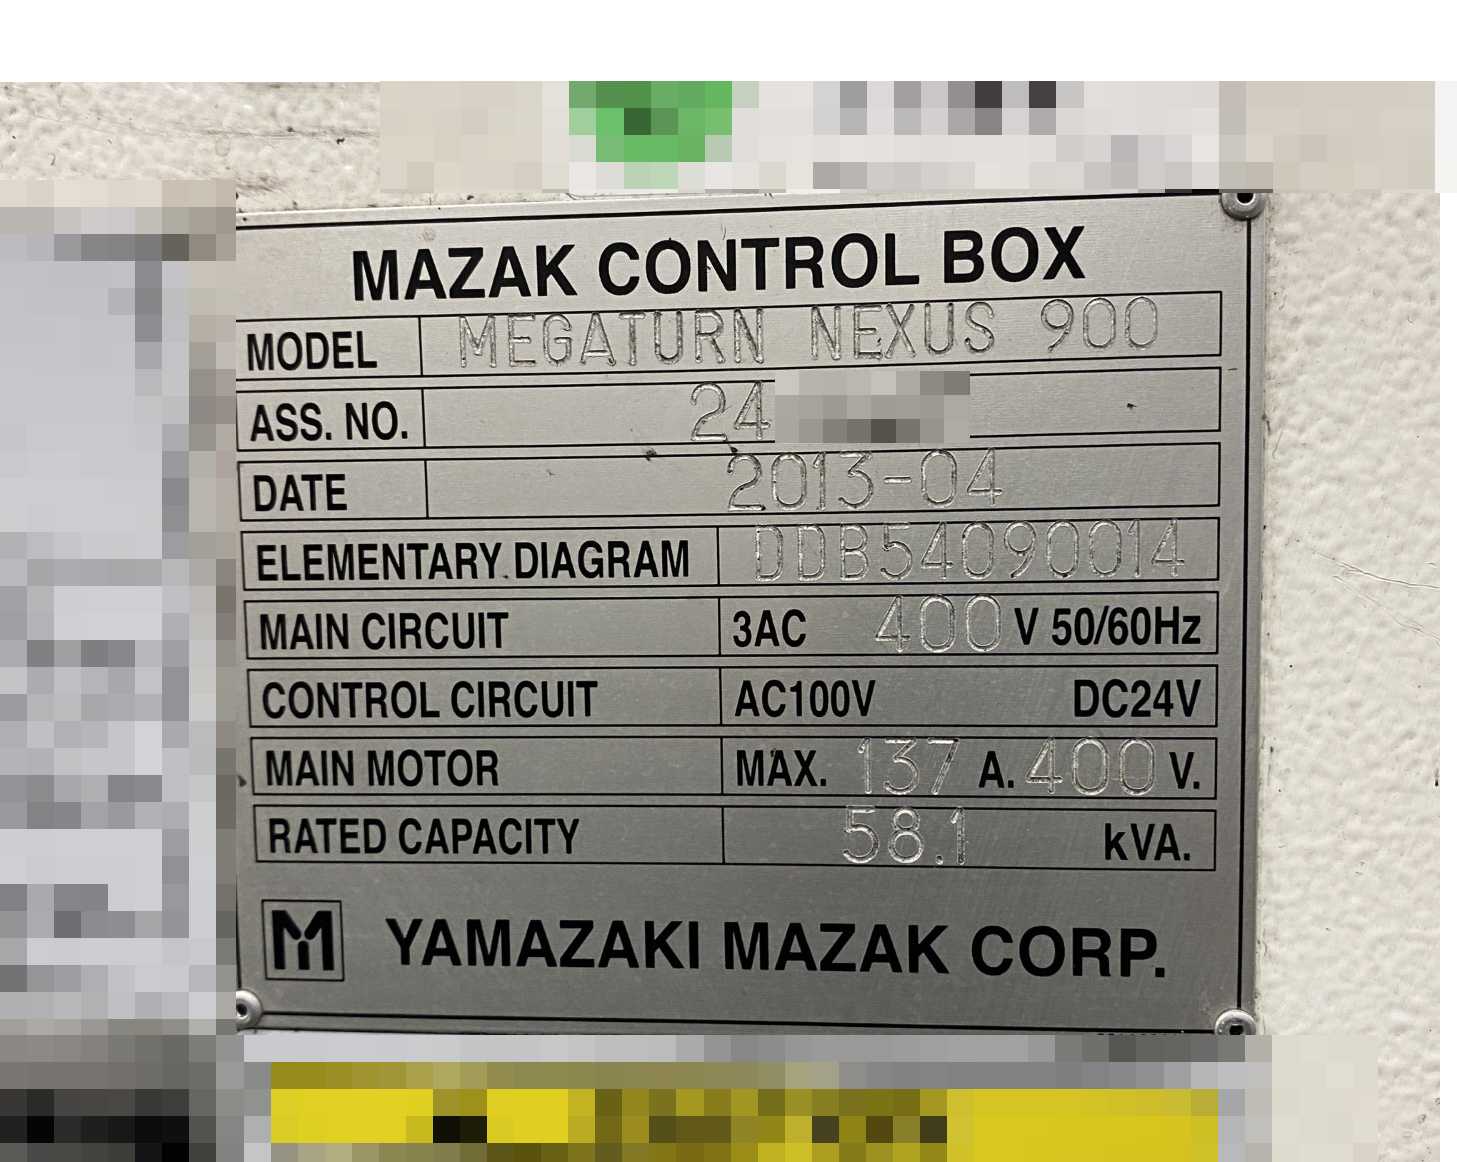 MAZAK CONTROL BOX
MODEL MEGATURN NEXUS 900
ASS. NO. 24
DATE 2013-04
ELEMENTARY DIAGRAM DDB54090014
MAIN CIRCUIT 3AC 400 V 50/60Hz
CONTROL CIRCUIT AC100V DC24V
MAIN MOTOR MAX. 137 A. 400 V.
RATED CAPACITY 58.1 kVA.
M YAMAZAKI MAZAK CORP.